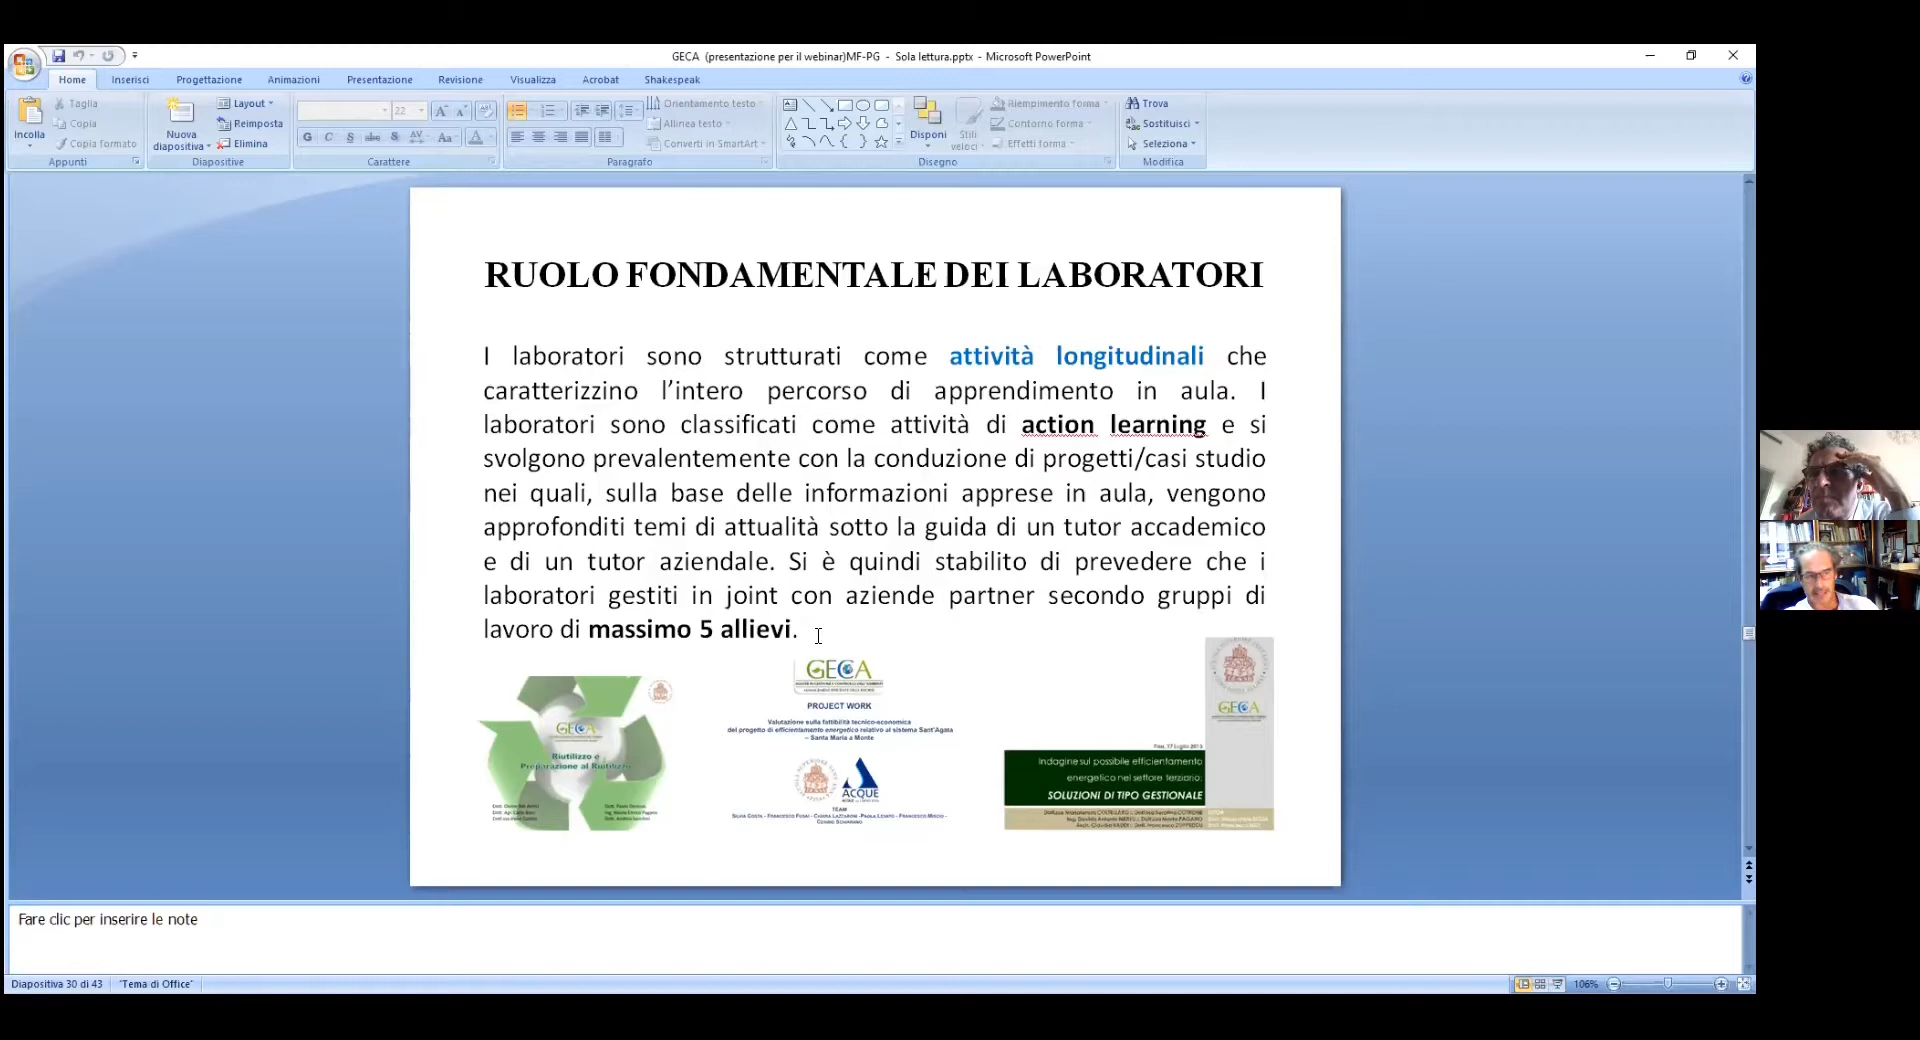 GECA (presentazione per il webinar)MF-PG - Sola lettura.pptx - Microsoft PowerPoint
Home Inserisci Progettazione Animazioni Presentazione Revisione Visualizza Acrobat Shakespeak
Incolla
Taglia
Copia
Copia formato
Appunti
Nuova
diapositiva
Layout
Reimposta
Elimina
Diapositive
22
Carattere
Orientamento testo
Allinea testo
Converti in SmartArt
Paragrafo
Disponi
Stili
veloci
Riempimento forma
Contorno forma
Effetti forma
Disegno
Trova
Sostituisci
Seleziona
Modifica
RUOLO FONDAMENTALE DEI LABORATORI
I laboratori sono strutturati come attività longitudinali che
caratterizzino l'intero percorso di apprendimento in aula. I
laboratori sono classificati come attività di action learning e si
svolgono prevalentemente con la conduzione di progetti/casi studio
nei quali, sulla base delle informazioni apprese in aula, vengono
approfonditi temi di attualità sotto la guida di un tutor accademico
e di un tutor aziendale. Si è quindi stabilito di prevedere che i
laboratori gestiti in joint con aziende partner secondo gruppi di
lavoro di massimo 5 allievi.
GECA
Riutilizzo e
Preparazione al Riutilizzo
GECA
PROJECT WORK
Valutazione sulla fattibilità tecnico-economica
del progetto di efficientamento energetico relativo al sistema Sant'Agata
– Santa Maria a Monte
ACQUE
TEAM
GECA
Pisa, 17 Luglio 2015
Indagine sul possibile efficientamento
energetico nel settore terziario:
SOLUZIONI DI TIPO GESTIONALE
Fare clic per inserire le note
Diapositiva 30 di 43 "Tema di Office" 106%